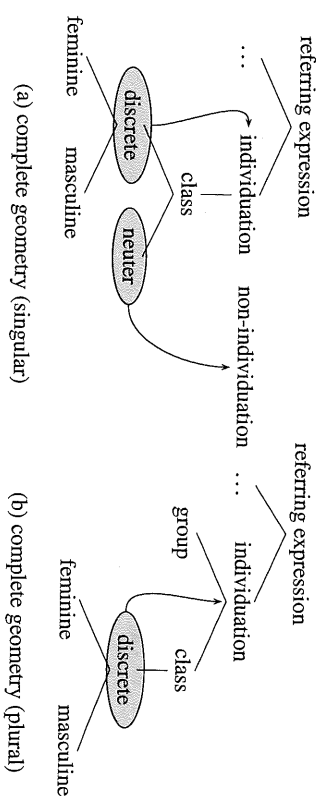 referring expression
... individuation non-individuation
class
discrete neuter
feminine masculine
(a) complete geometry (singular)
referring expression
... individuation
group class
discrete
feminine masculine
(b) complete geometry (plural)